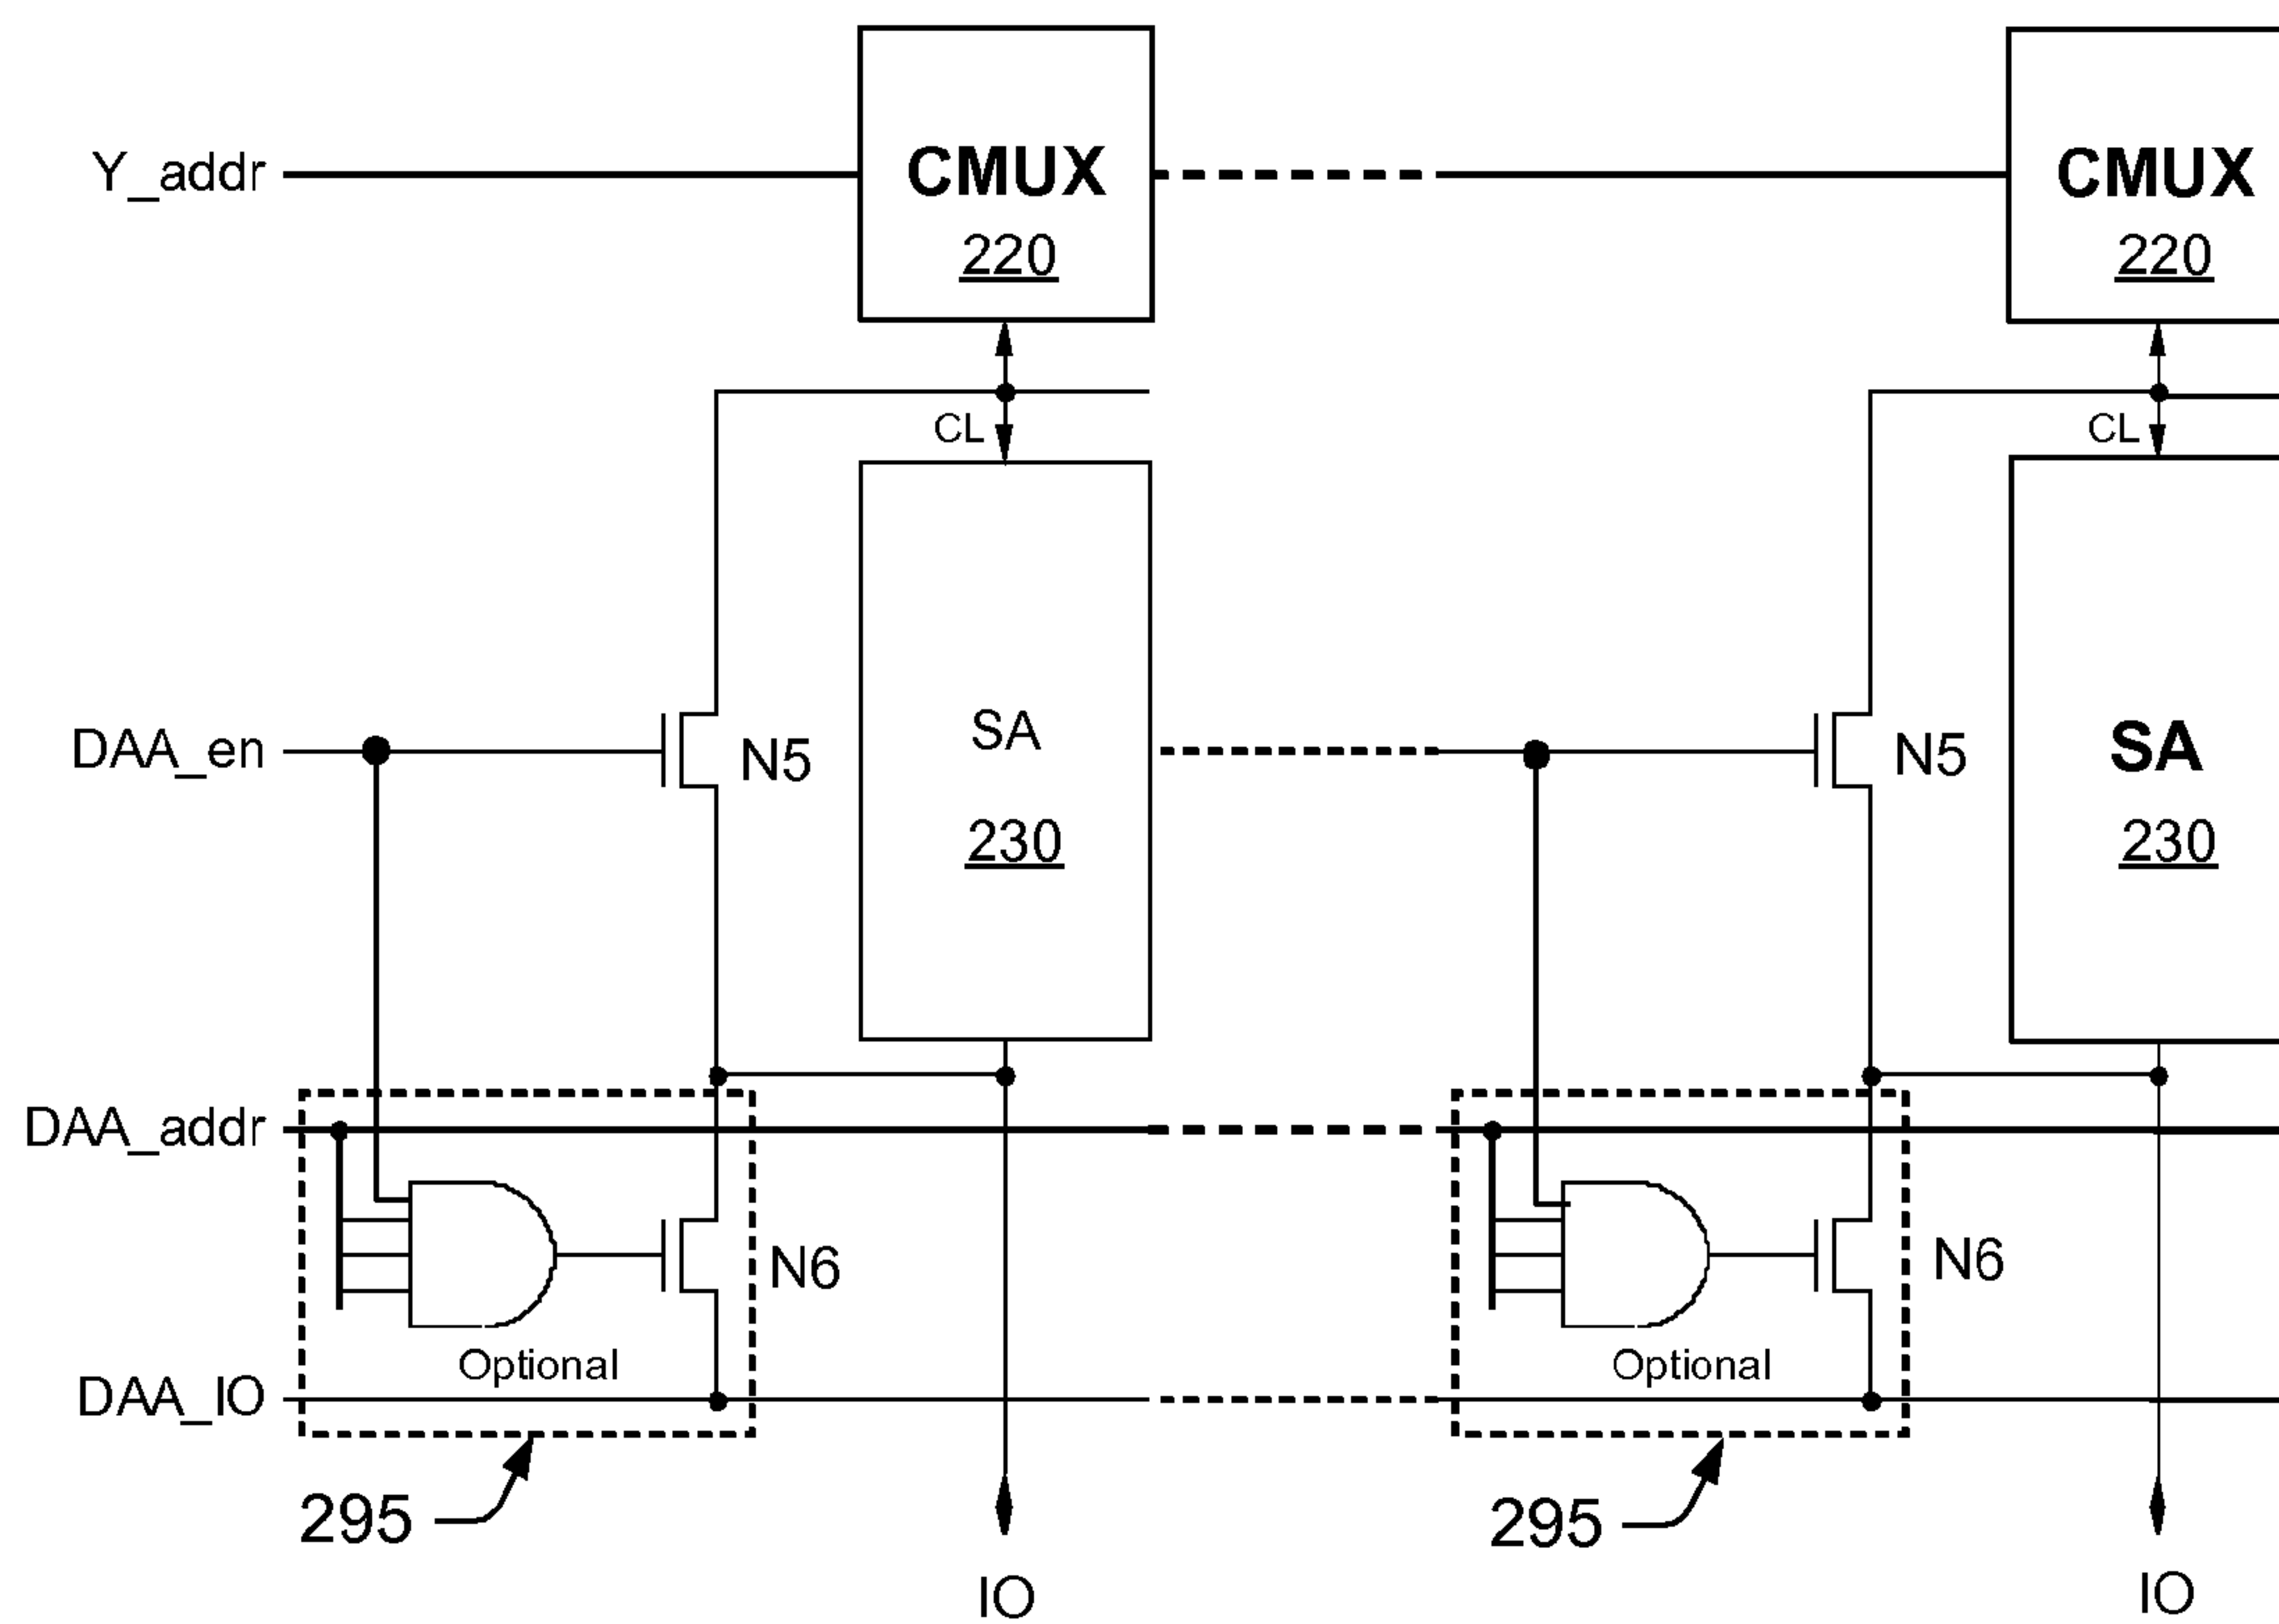 Y_addr
CMUX
220
CMUX
220
CL
CL
DAA_en
N5
SA
230
N5
SA
230
DAA_addr
N6
Optional
N6
Optional
DAA_IO
295
295
IO
IO